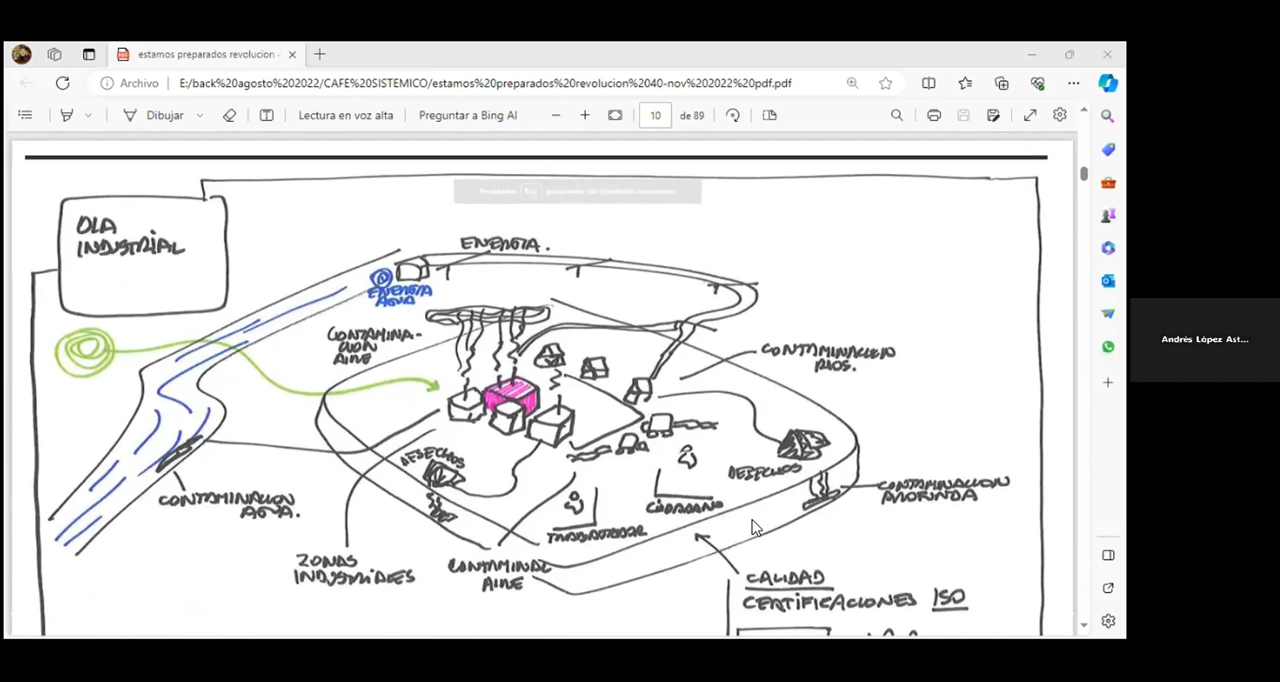 estamos preparados revolucion -
Archivo
E:/back%20agosto%202022/CAFE%20SISTEMICO/estamos%20preparados%20revolucion%2040-nov%202022%20pdf.pdf
Dibujar
Lectura en voz alta
Preguntar a Bing AI
10
de 89
OLA
INDUSTRIAL
ENERGIA.
ENERGIA
AGUA
CONTAMINA-
CION
AIRE
CONTAMINACION
RIOS.
DESECHOS
DESECHOS
CONTAMINACION
AGUA.
CIUDADANO
TRABAJADOR
ZONAS
INDUSTRIALES
AIRE
CONTAMINACION
CALIDAD
CERTIFICACIONES ISO
Andrés López Ast...